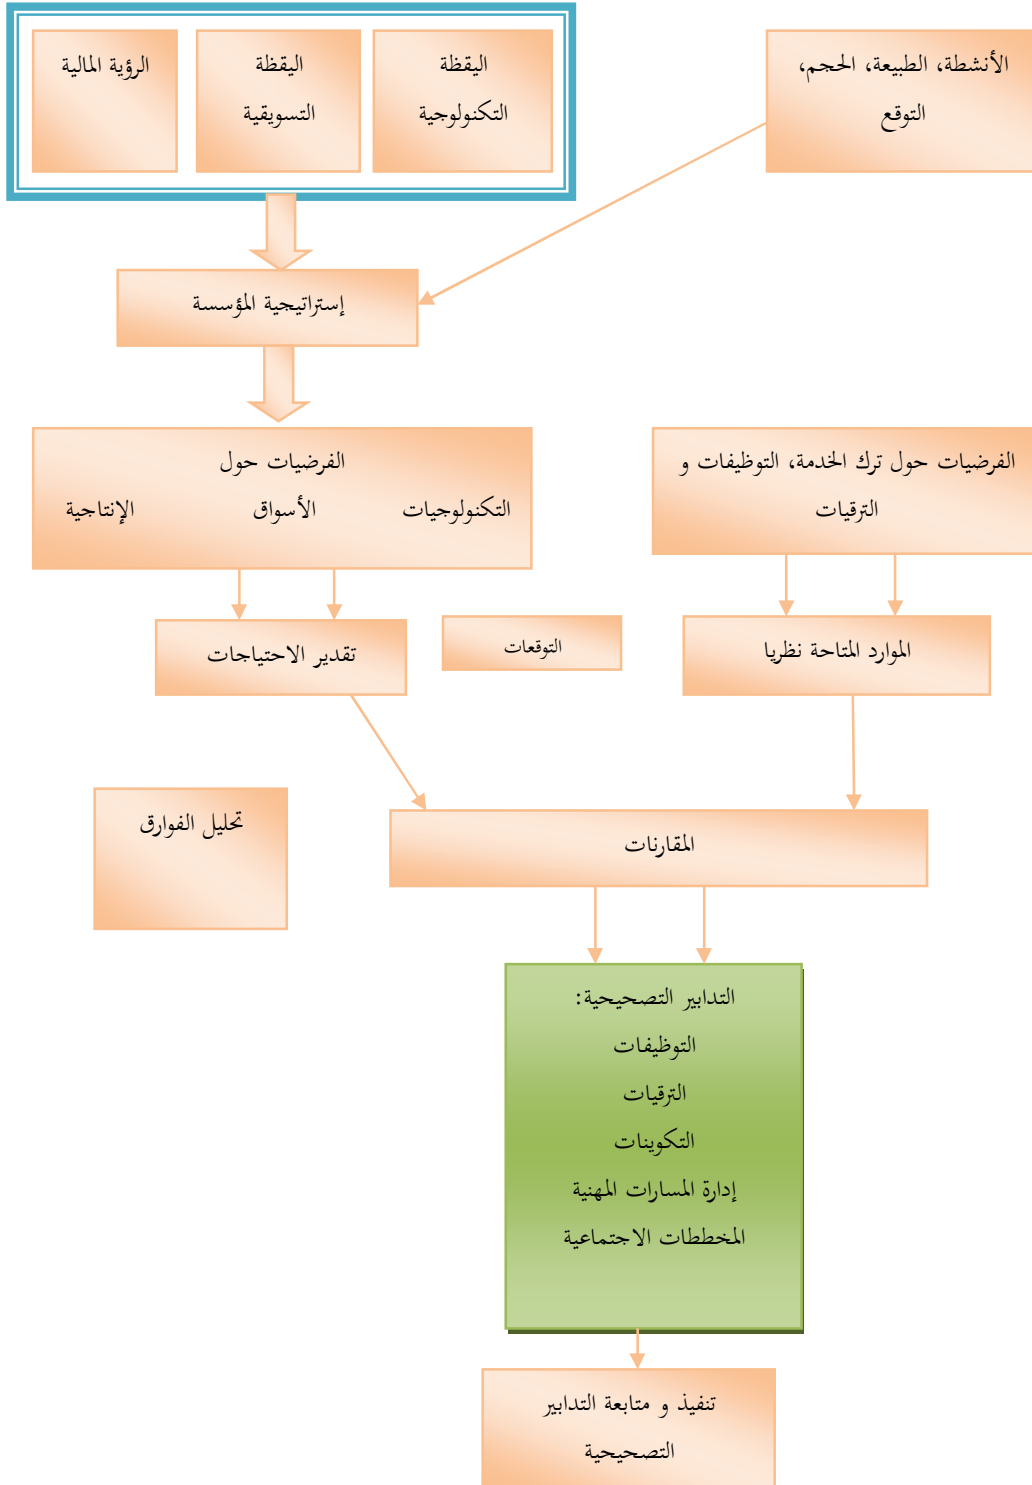 اليقظة
التكنولوجية
اليقظة
التسويقية
الرؤية المالية
الأنشطة، الطبيعة، الحجم،
التوقع
إستراتيجية المؤسسة
الفرضيات حول ترك الخدمة، التوظيفات و
الترقيات
الفرضيات حول
التكنولوجيات الأسواق الإنتاجية
الموارد المتاحة نظريا
التوقعات
تقدير الاحتياجات
المقارنات
تحليل الفوارق
التدابير التصحيحية:
التوظيفات
الترقيات
التكوينات
إدارة المسارات المهنية
المخططات الاجتماعية
تنفيذ و متابعة التدابير
التصحيحية